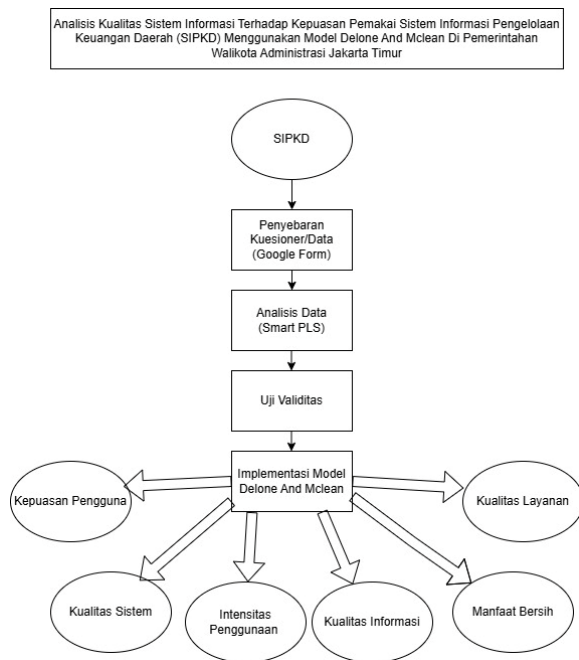 Analisis Kualitas Sistem Informasi Terhadap Kepuasan Pemakai Sistem Informasi Pengelolaan
Keuangan Daerah (SIPKD) Menggunakan Model Delone And Mclean Di Pemerintahan
Walikota Administrasi Jakarta Timur
SIPKD
Penyebaran
Kuesioner/Data
(Google Form)
Analisis Data
(Smart PLS)
Uji Validitas
Implementasi Model
Delone And Mclean
Kepuasan Pengguna
Kualitas Layanan
Kualitas Sistem
Intensitas
Penggunaan
Kualitas Informasi
Manfaat Bersih